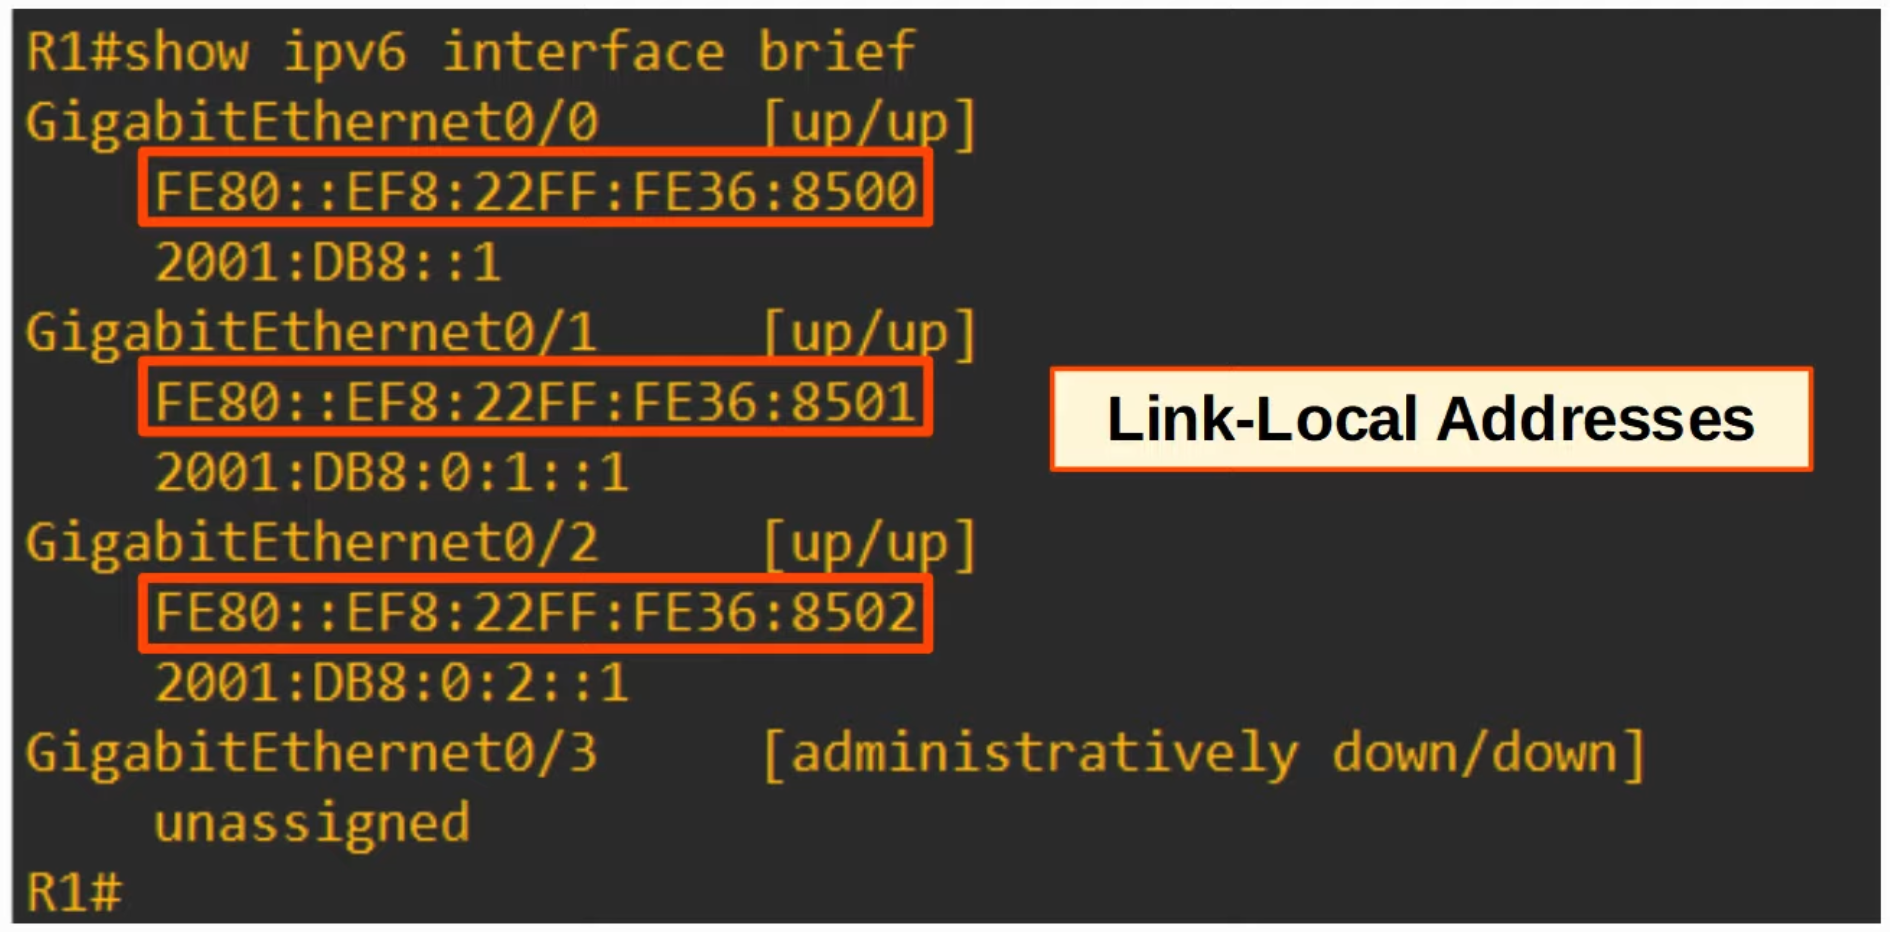 R1#show ipv6 interface brief
GigabitEthernet0/0 [up/up]
FE80::EF8:22FF:FE36:8500
2001:DB8::1
GigabitEthernet0/1 [up/up]
FE80::EF8:22FF:FE36:8501
2001:DB8:0:1::1
Link-Local Addresses
GigabitEthernet0/2 [up/up]
FE80::EF8:22FF:FE36:8502
2001:DB8:0:2::1
GigabitEthernet0/3 [administratively down/down]
unassigned
R1#